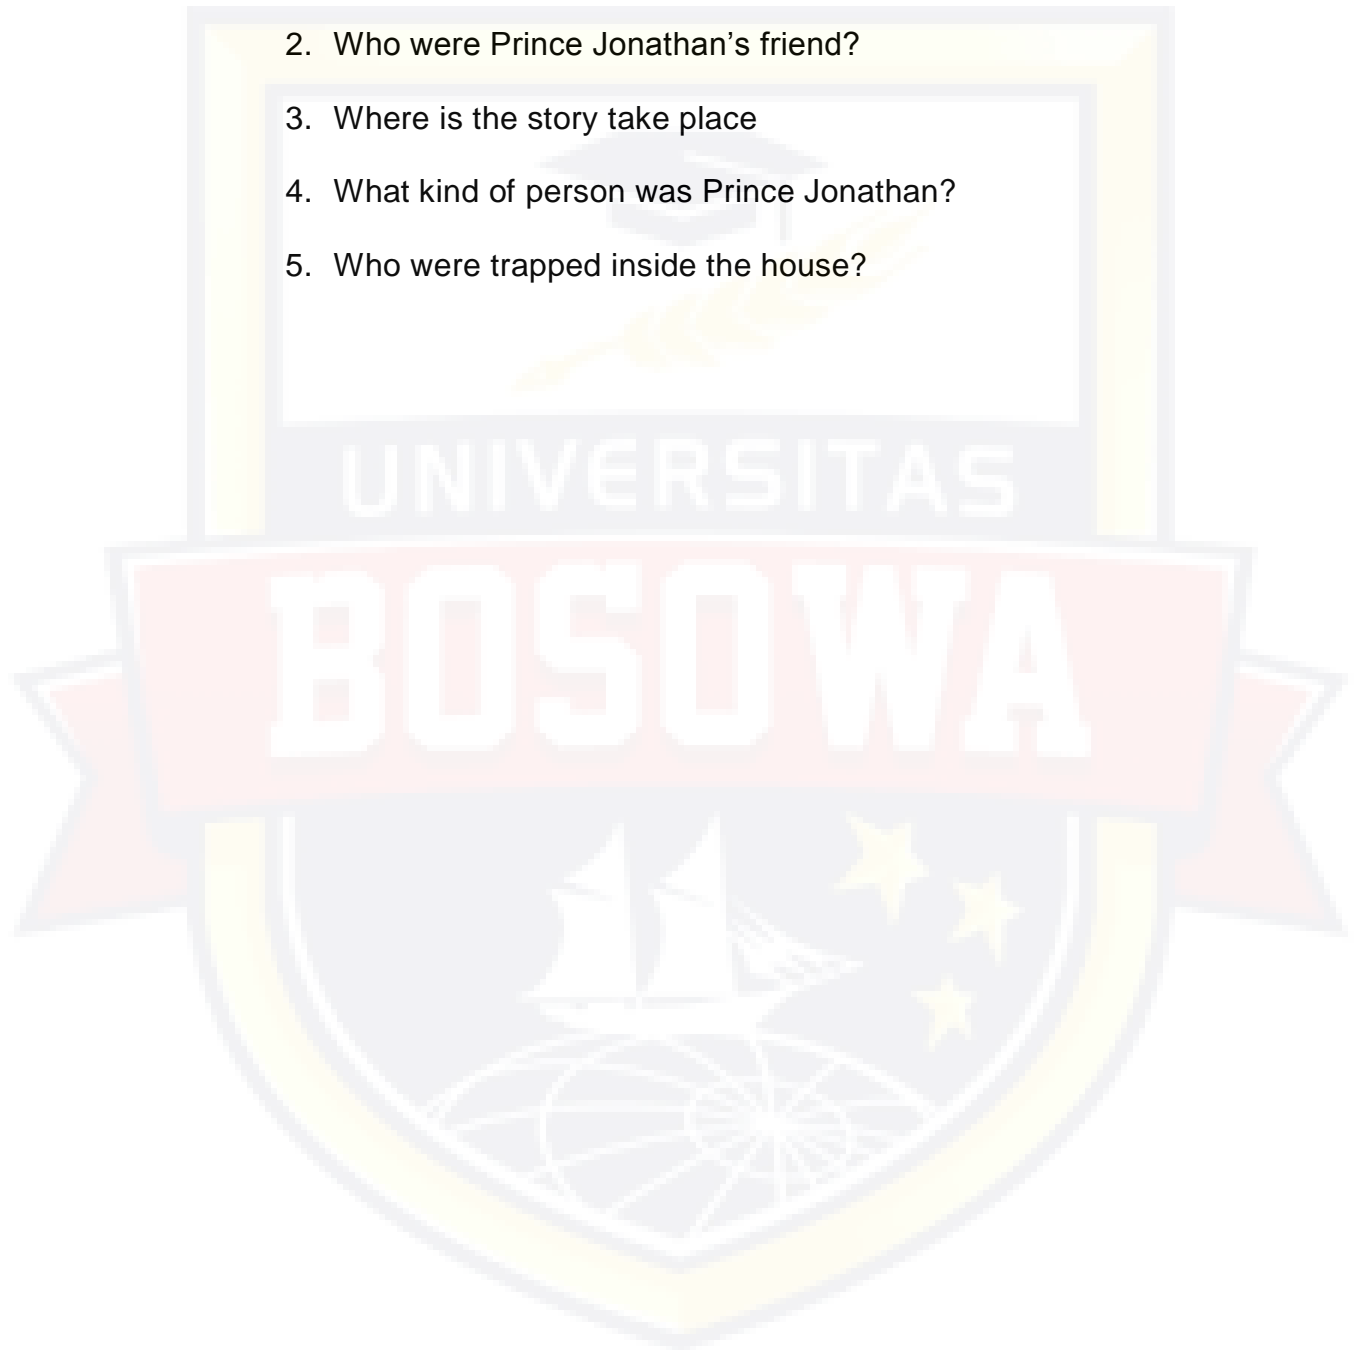 2. Who were Prince Jonathan’s friend?
3. Where is the story take place
4. What kind of person was Prince Jonathan?
5. Who were trapped inside the house?
UNIVERSITAS
BOSOWA